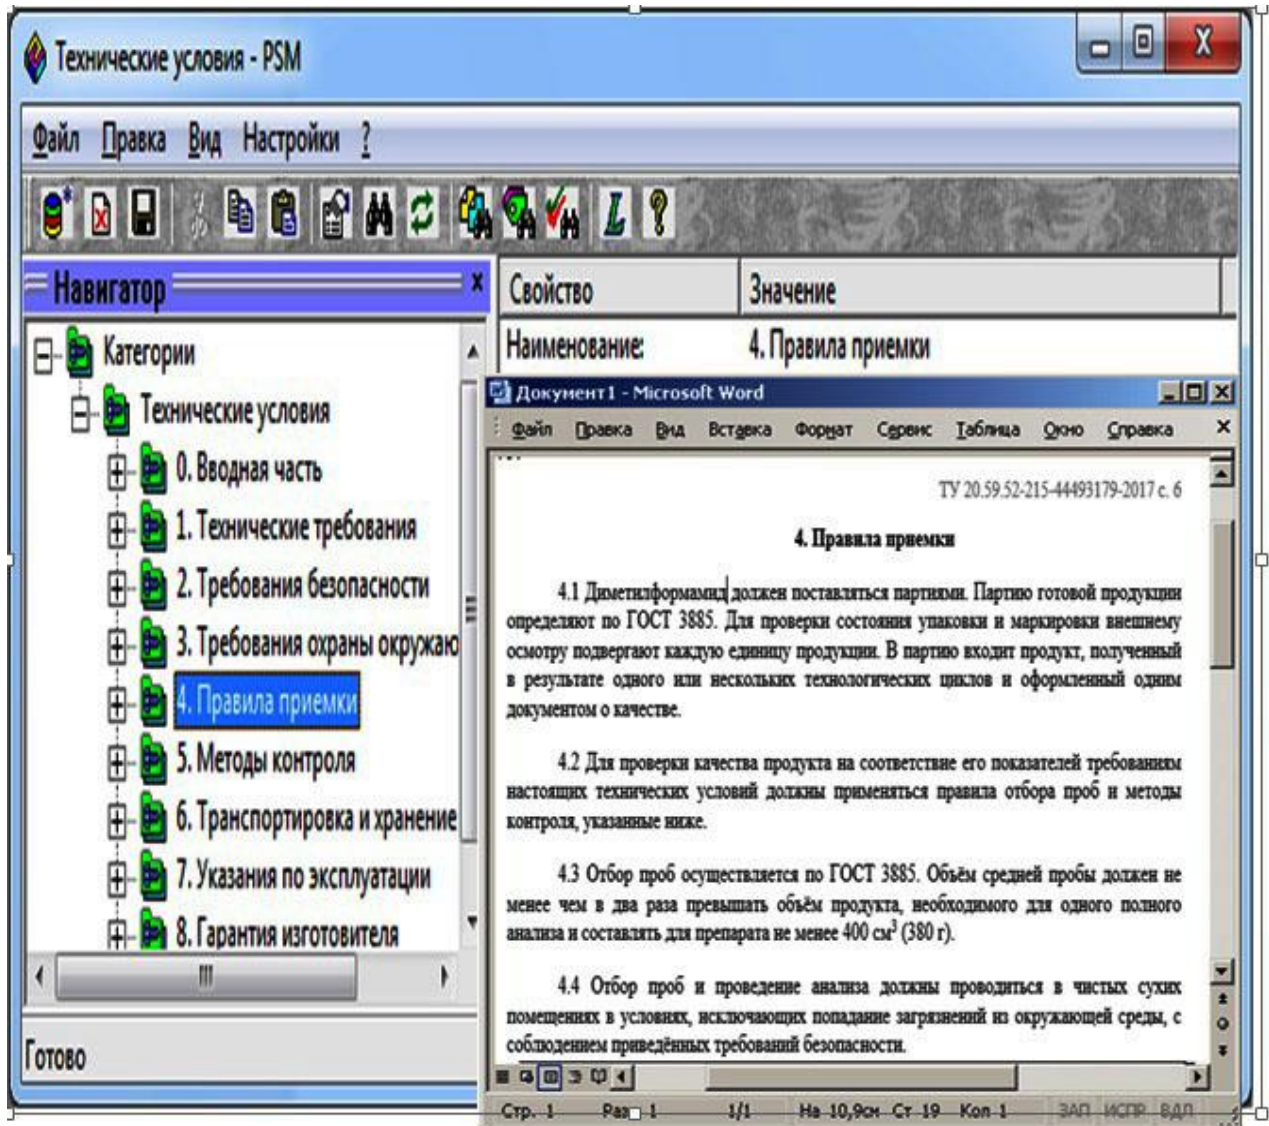 Технические условия - PSM
Файл Правка Вид Настройки ?
L ?
Навигатор x
Свойство Значение
Наименование: 4. Правила приемки
Категории
Технические условия
0. Вводная часть
1. Технические требования
2. Требования безопасности
3. Требования охраны окружаю
4. Правила приемки
5. Методы контроля
6. Транспортировка и хранение
7. Указания по эксплуатации
8. Гарантия изготовителя
Готово
Документ1 - Microsoft Word
Файл Правка Вид Вставка Формат Сервис Таблица Окно Справка
ТУ 20.59.52-215-44493179-2017 с. 6
4. Правила приемки
4.1 Диметилформамид должен поставляться партиями. Партию готовой продукции
определяют по ГОСТ 3885. Для проверки состояния упаковки и маркировки внешнему
осмотру подвергают каждую единицу продукции. В партию входит продукт, полученный
в результате одного или нескольких технологических циклов и оформленный одним
документом о качестве.
4.2 Для проверки качества продукта на соответствие его показателей требованиям
настоящих технических условий должны применяться правила отбора проб и методы
контроля, указанные ниже.
4.3 Отбор проб осуществляется по ГОСТ 3885. Объём средней пробы должен не
менее чем в два раза превышать объём продукта, необходимого для одного полного
анализа и составлять для препарата не менее 400 см³ (380 г).
4.4 Отбор проб и проведение анализа должны проводиться в чистых сухих
помещениях в условиях, исключающих попадание загрязнений из окружающей среды, с
соблюдением приведённых требований безопасности.
Стр. 1 Раз 1 1/1 На 10,9см Ст 19 Кол 1 ЗАП ИСПР ВДЛ